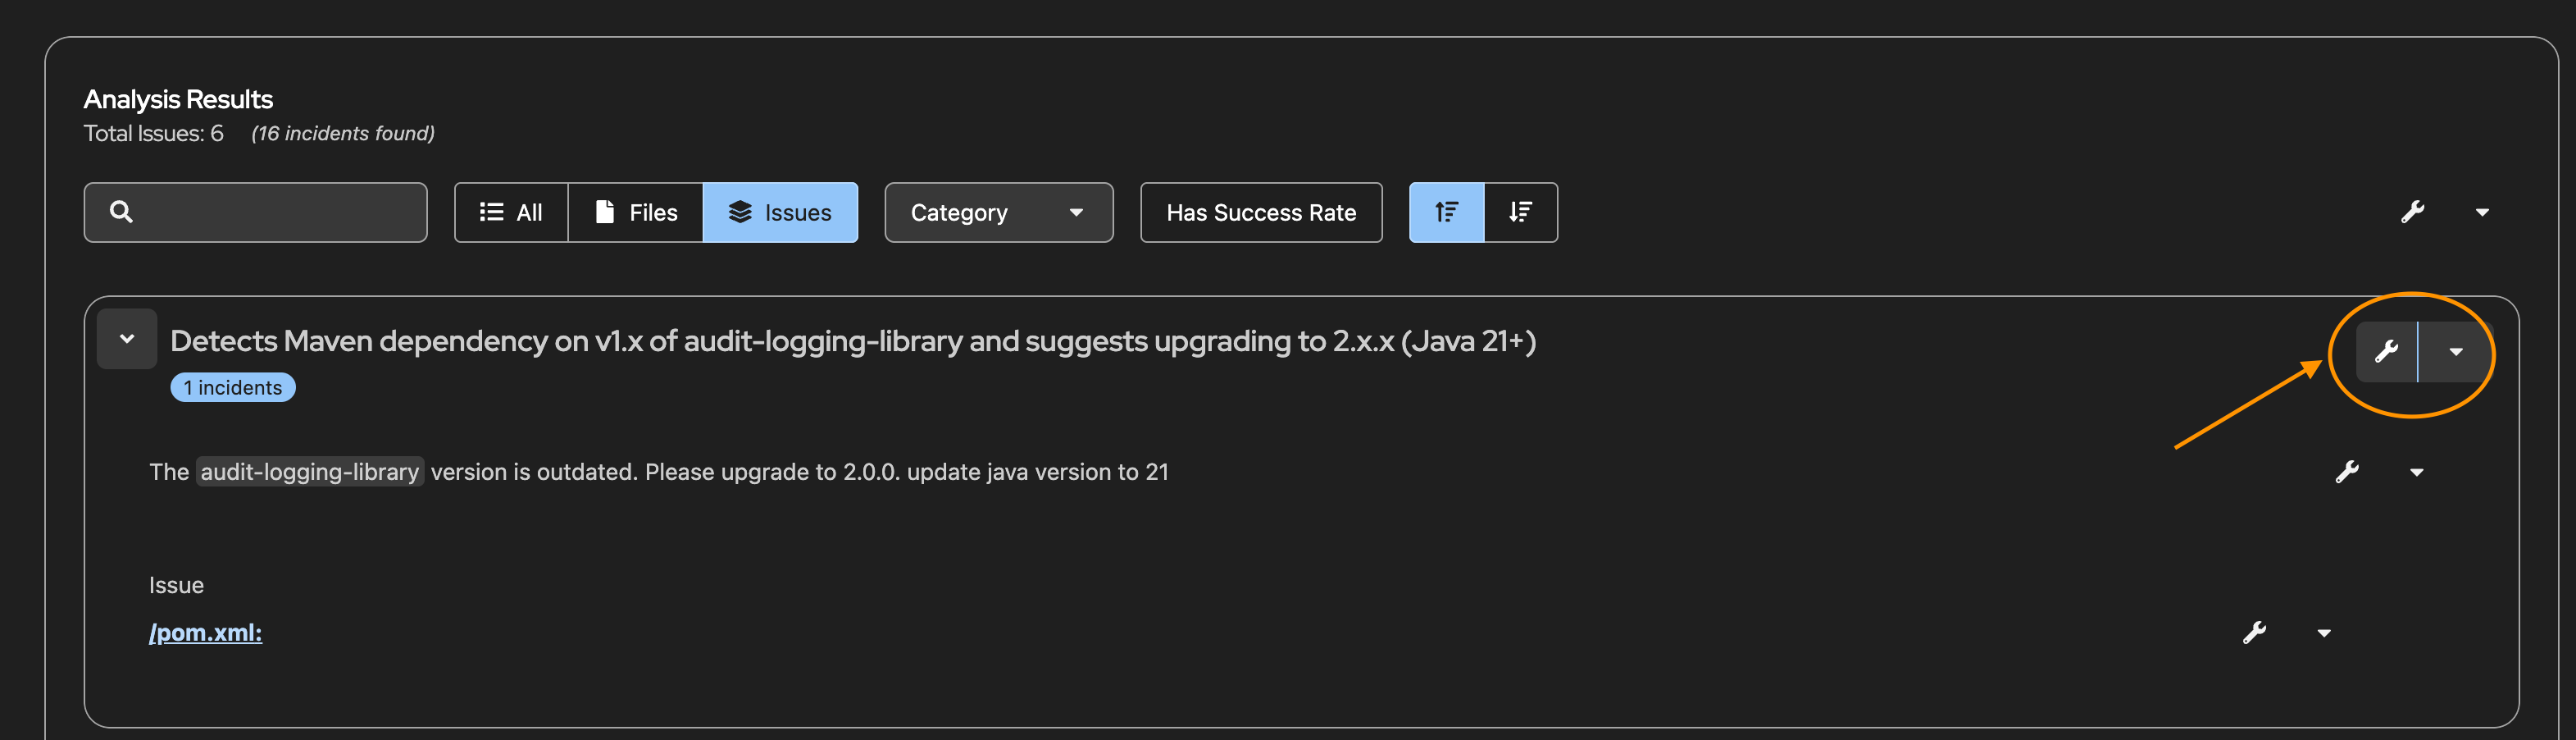 Analysis Results
Total Issues: 6 (16 incidents found)
All Files Issues Category Has Success Rate
Detects Maven dependency on v1.x of audit-logging-library and suggests upgrading to 2.x.x (Java 21+)
1 incidents
The audit-logging-library version is outdated. Please upgrade to 2.0.0. update java version to 21
Issue
/pom.xml: